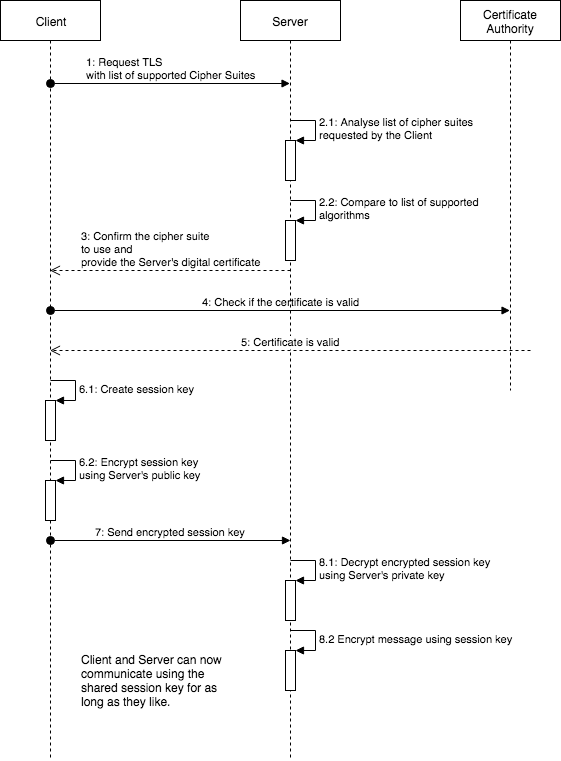 Client
Server
Certificate
Authority
1: Request TLS
with list of supported Cipher Suites
2.1: Analyse list of cipher suites
requested by the Client
2.2: Compare to list of supported
algorithms
3: Confirm the cipher suite
to use and
provide the Server's digital certificate
4: Check if the certificate is valid
5: Certificate is valid
6.1: Create session key
6.2: Encrypt session key
using Server's public key
7: Send encrypted session key
8.1: Decrypt encrypted session key
using Server's private key
8.2 Encrypt message using session key
Client and Server can now
communicate using the
shared session key for as
long as they like.